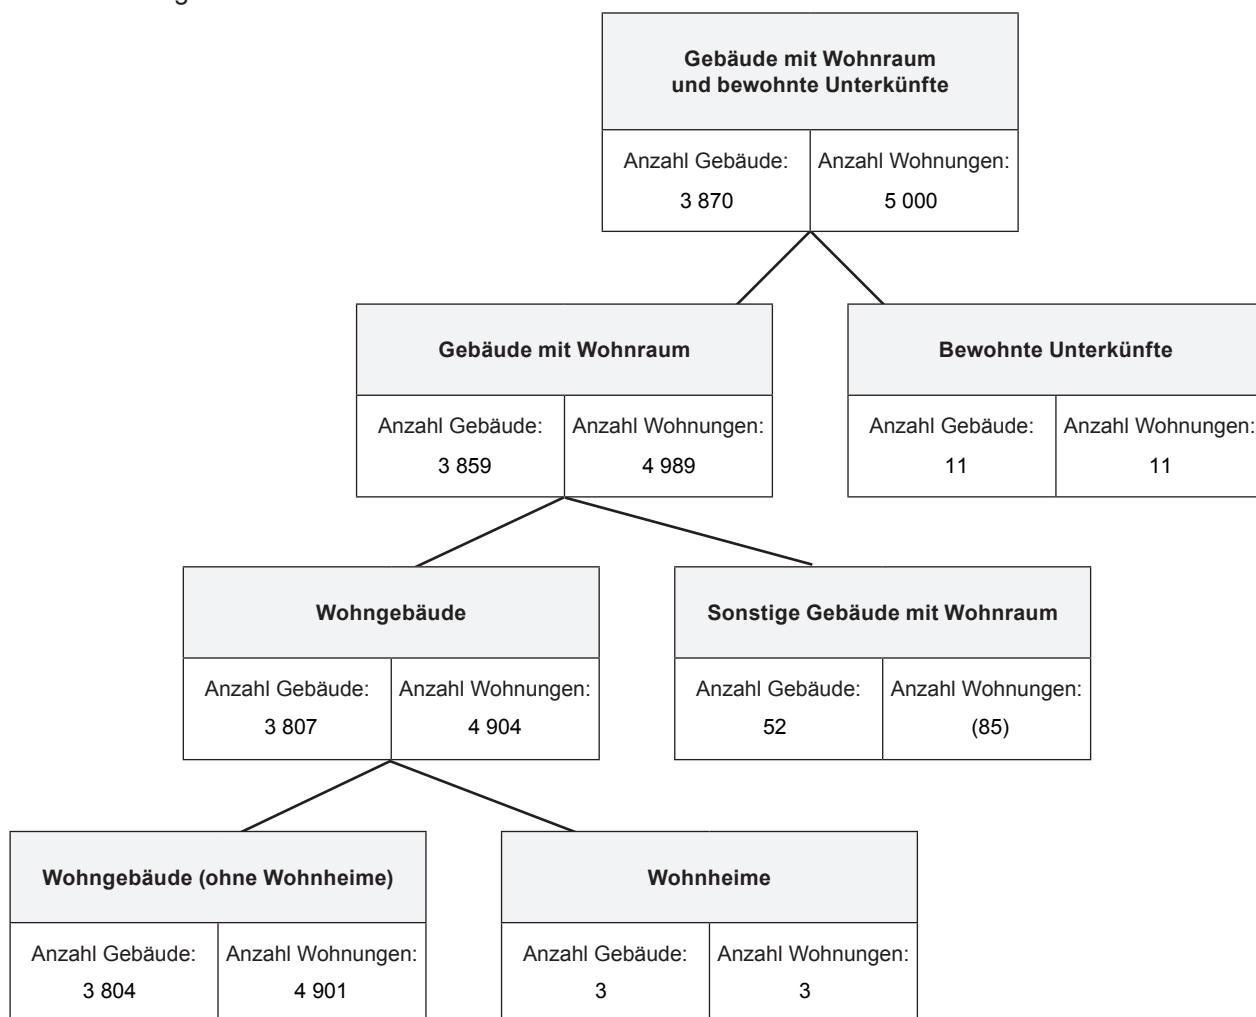 Gebäude mit Wohnraum
und bewohnte Unterkünfte
Anzahl Gebäude: Anzahl Wohnungen:
3 870 5 000
Gebäude mit Wohnraum
Anzahl Gebäude: Anzahl Wohnungen:
3 859 4 989
Bewohnte Unterkünfte
Anzahl Gebäude: Anzahl Wohnungen:
11 11
Wohngebäude
Anzahl Gebäude: Anzahl Wohnungen:
3 807 4 904
Sonstige Gebäude mit Wohnraum
Anzahl Gebäude: Anzahl Wohnungen:
52 (85)
Wohngebäude (ohne Wohnheime)
Anzahl Gebäude: Anzahl Wohnungen:
3 804 4 901
Wohnheime
Anzahl Gebäude: Anzahl Wohnungen:
3 3